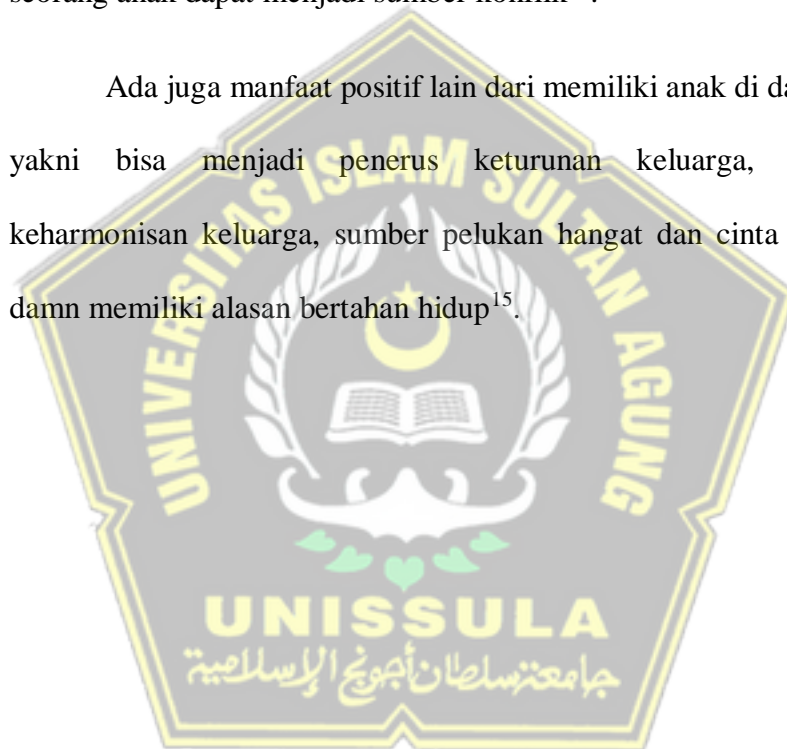 seorang anak dapat menjadi sumber konflik
Ada juga manfaat positif lain dari memiliki anak di da
yakni bisa menjadi penerus keturunan keluarga,
keharmonisan keluarga, sumber pelukan hangat dan cinta
damn memiliki alasan bertahan hidup¹⁵.
UNIVERSITAS ISLAM SULTAN AGUNG
UNISSULA
جامعة سلطان أجونج الإسلامية